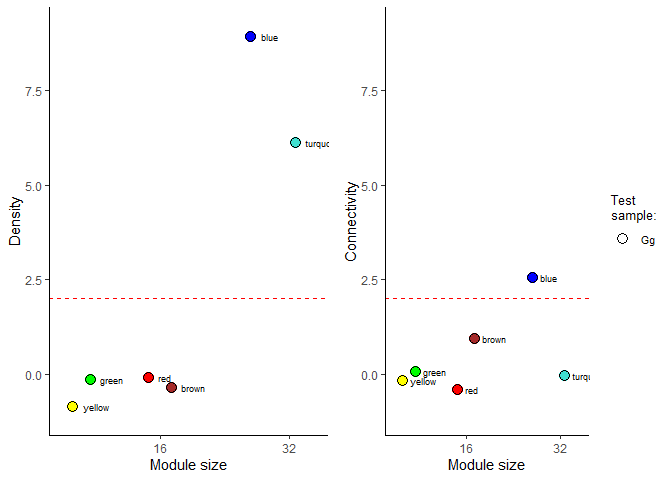 Density
7.5
5.0
2.5
0.0
blue
turquo
green
red
brown
yellow
16
32
Module size
Connectivity
7.5
5.0
2.5
0.0
blue
brown
green
yellow
red
turqu
16
32
Module size
Test
sample:
Gg